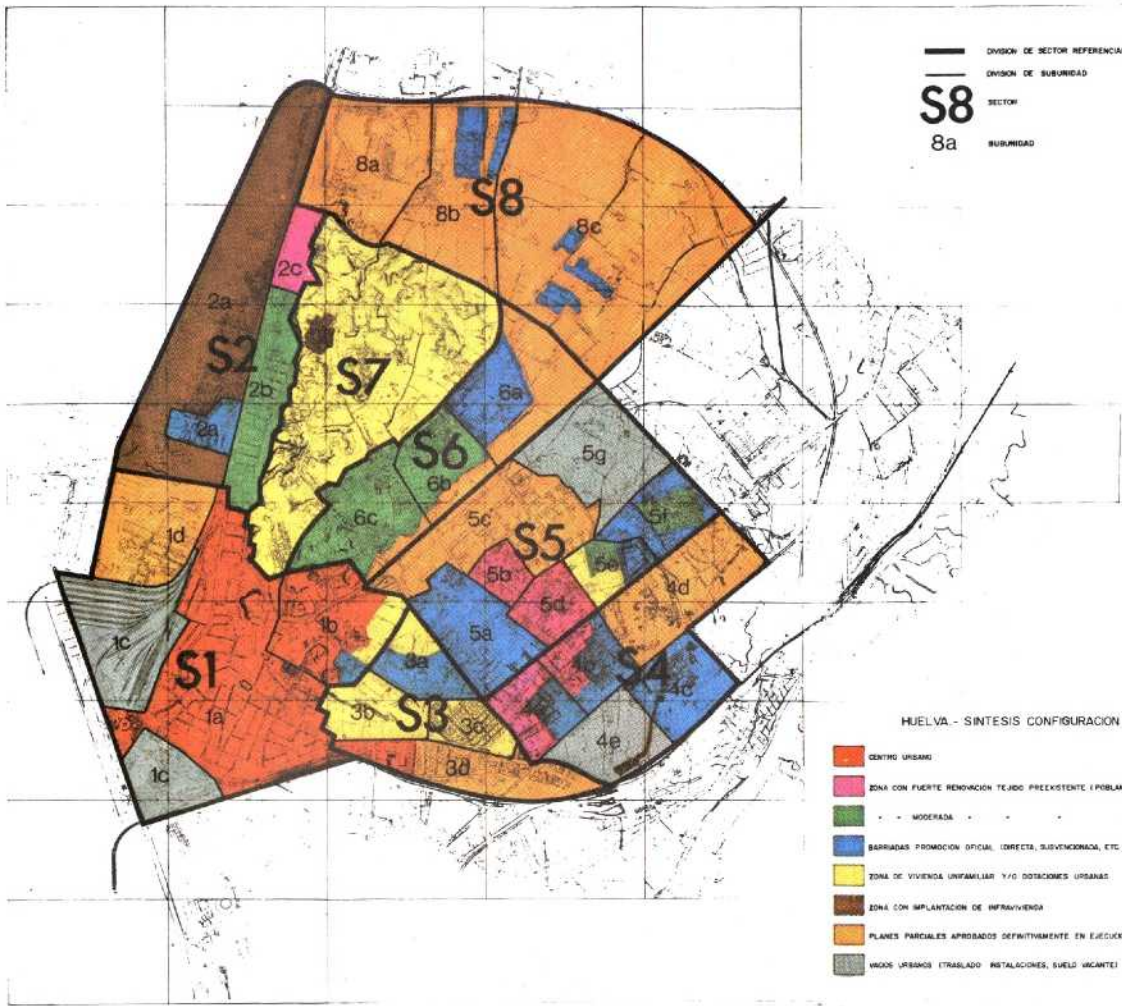 DIVISION DE SECTOR REFERENCIAL
DIVISION DE SUBUNIDAD
S8 SECTOR
8a SUBUNIDAD
8a
8b
S8
8c
2c
2a
S2
2b
S7
6a
2a
S6
6b
5g
6c
5c
5f
1d
S5
5e
5b
4d
5d
1c
1b
5a
S1
3a
S4
4c
1a
3b
S3
3c
4e
1c
3d
HUELVA.- SINTESIS CONFIGURACION
CENTRO URBANO
ZONA CON FUERTE RENOVACION TEJIDO PREEXISTENTE (POBLA
" " MODERADA " " "
BARRIADAS PROMOCION OFICIAL (DIRECTA, SUBVENCIONADA, ETC
ZONA DE VIVIENDA UNIFAMILIAR Y/O DOTACIONES URBANAS
ZONA CON IMPLANTACION DE INFRAVIVIENDA
PLANES PARCIALES APROBADOS DEFINITIVAMENTE EN EJECUC
VACIOS URBANOS (TRASLADO INSTALACIONES, SUELO VACANTE)